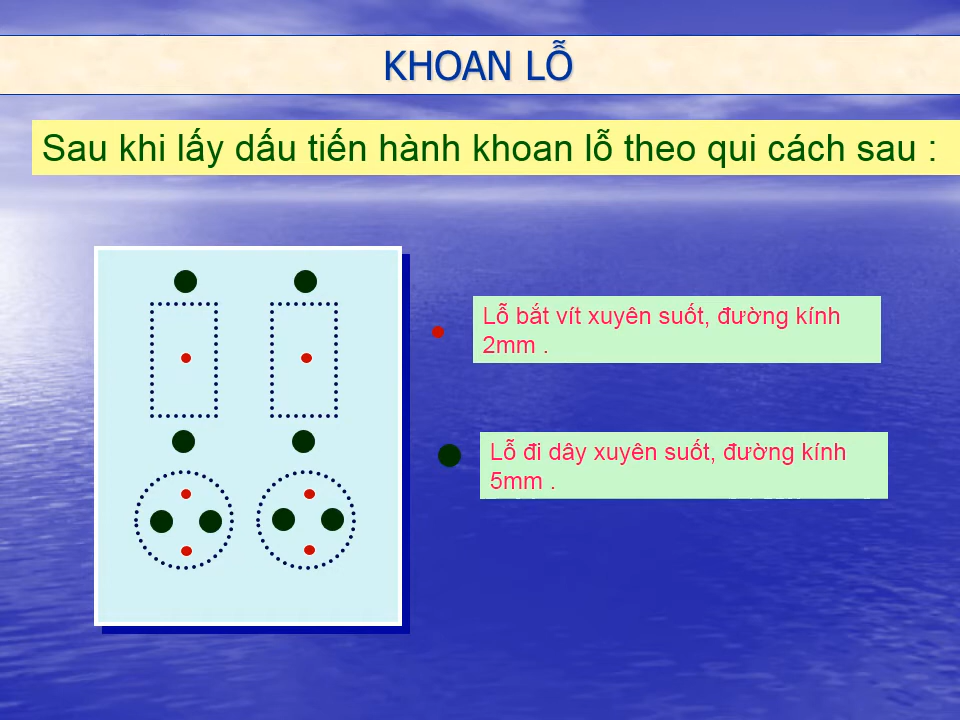 KHOAN LỖ
Sau khi lấy dấu tiến hành khoan lỗ theo qui cách sau :
Lỗ bắt vít xuyên suốt, đường kính
2mm .
Lỗ đi dây xuyên suốt, đường kính
5mm .